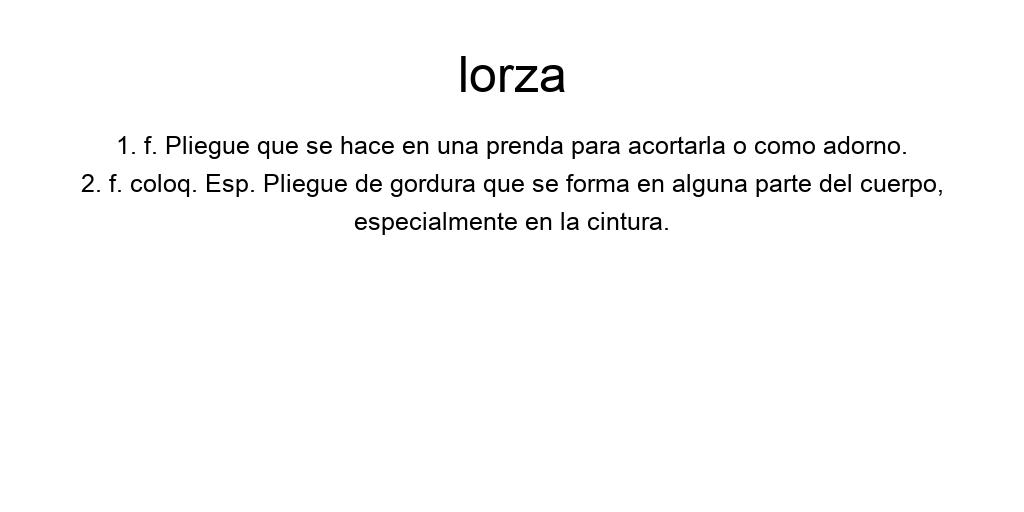 lorza
1. f. Pliegue que se hace en una prenda para acortarla o como adorno.
2. f. coloq. Esp. Pliegue de gordura que se forma en alguna parte del cuerpo,
especialmente en la cintura.